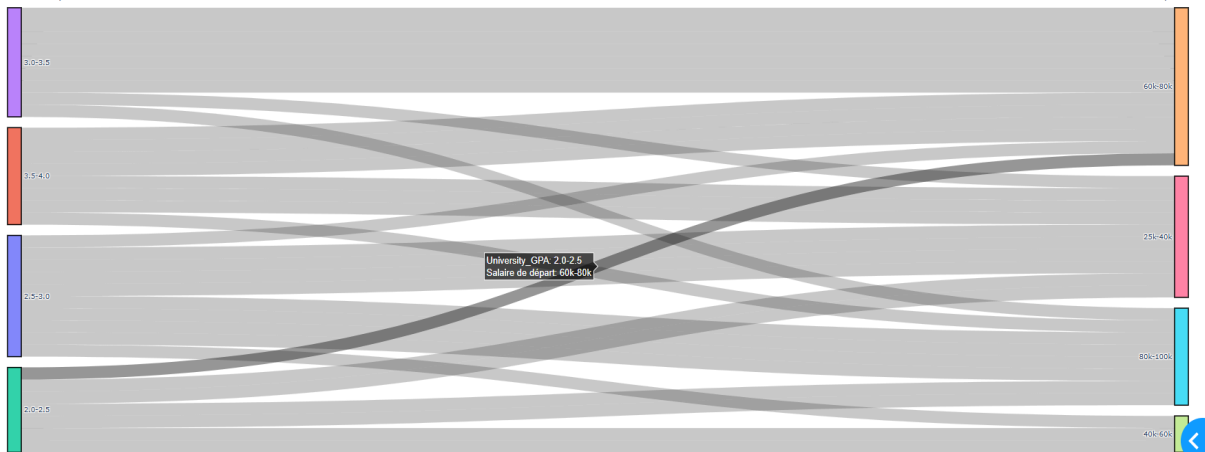 3.0-3.5
60k-80k
3.5-4.0
25k-40k
University_GPA: 2.0-2.5
Salaire de départ: 60k-80k
2.5-3.0
80k-100k
2.0-2.5
40k-60k